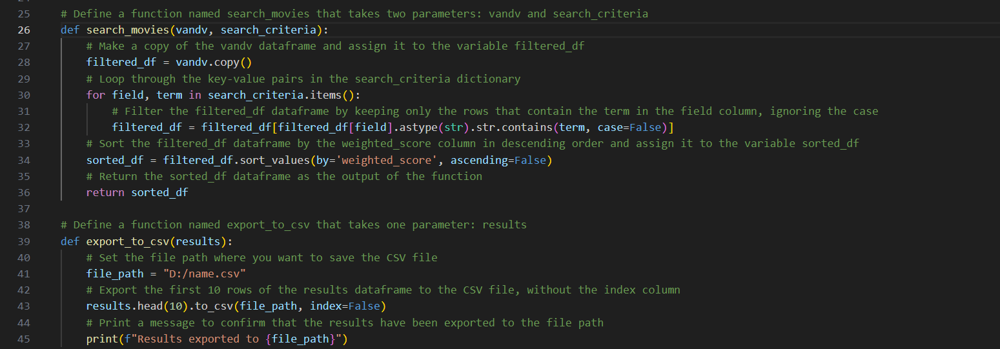 25 # Define a function named search_movies that takes two parameters: vandv and search_criteria
26 def search_movies(vandv, search_criteria):
27     # Make a copy of the vandv dataframe and assign it to the variable filtered_df
28     filtered_df = vandv.copy()
29     # Loop through the key-value pairs in the search_criteria dictionary
30     for field, term in search_criteria.items():
31         # Filter the filtered_df dataframe by keeping only the rows that contain the term in the field column, ignoring the case
32         filtered_df = filtered_df[filtered_df[field].astype(str).str.contains(term, case=False)]
33     # Sort the filtered_df dataframe by the weighted_score column in descending order and assign it to the variable sorted_df
34     sorted_df = filtered_df.sort_values(by='weighted_score', ascending=False)
35     # Return the sorted_df dataframe as the output of the function
36     return sorted_df
37
38 # Define a function named export_to_csv that takes one parameter: results
39 def export_to_csv(results):
40     # Set the file path where you want to save the CSV file
41     file_path = "D:/name.csv"
42     # Export the first 10 rows of the results dataframe to the CSV file, without the index column
43     results.head(10).to_csv(file_path, index=False)
44     # Print a message to confirm that the results have been exported to the file path
45     print(f"Results exported to {file_path}")